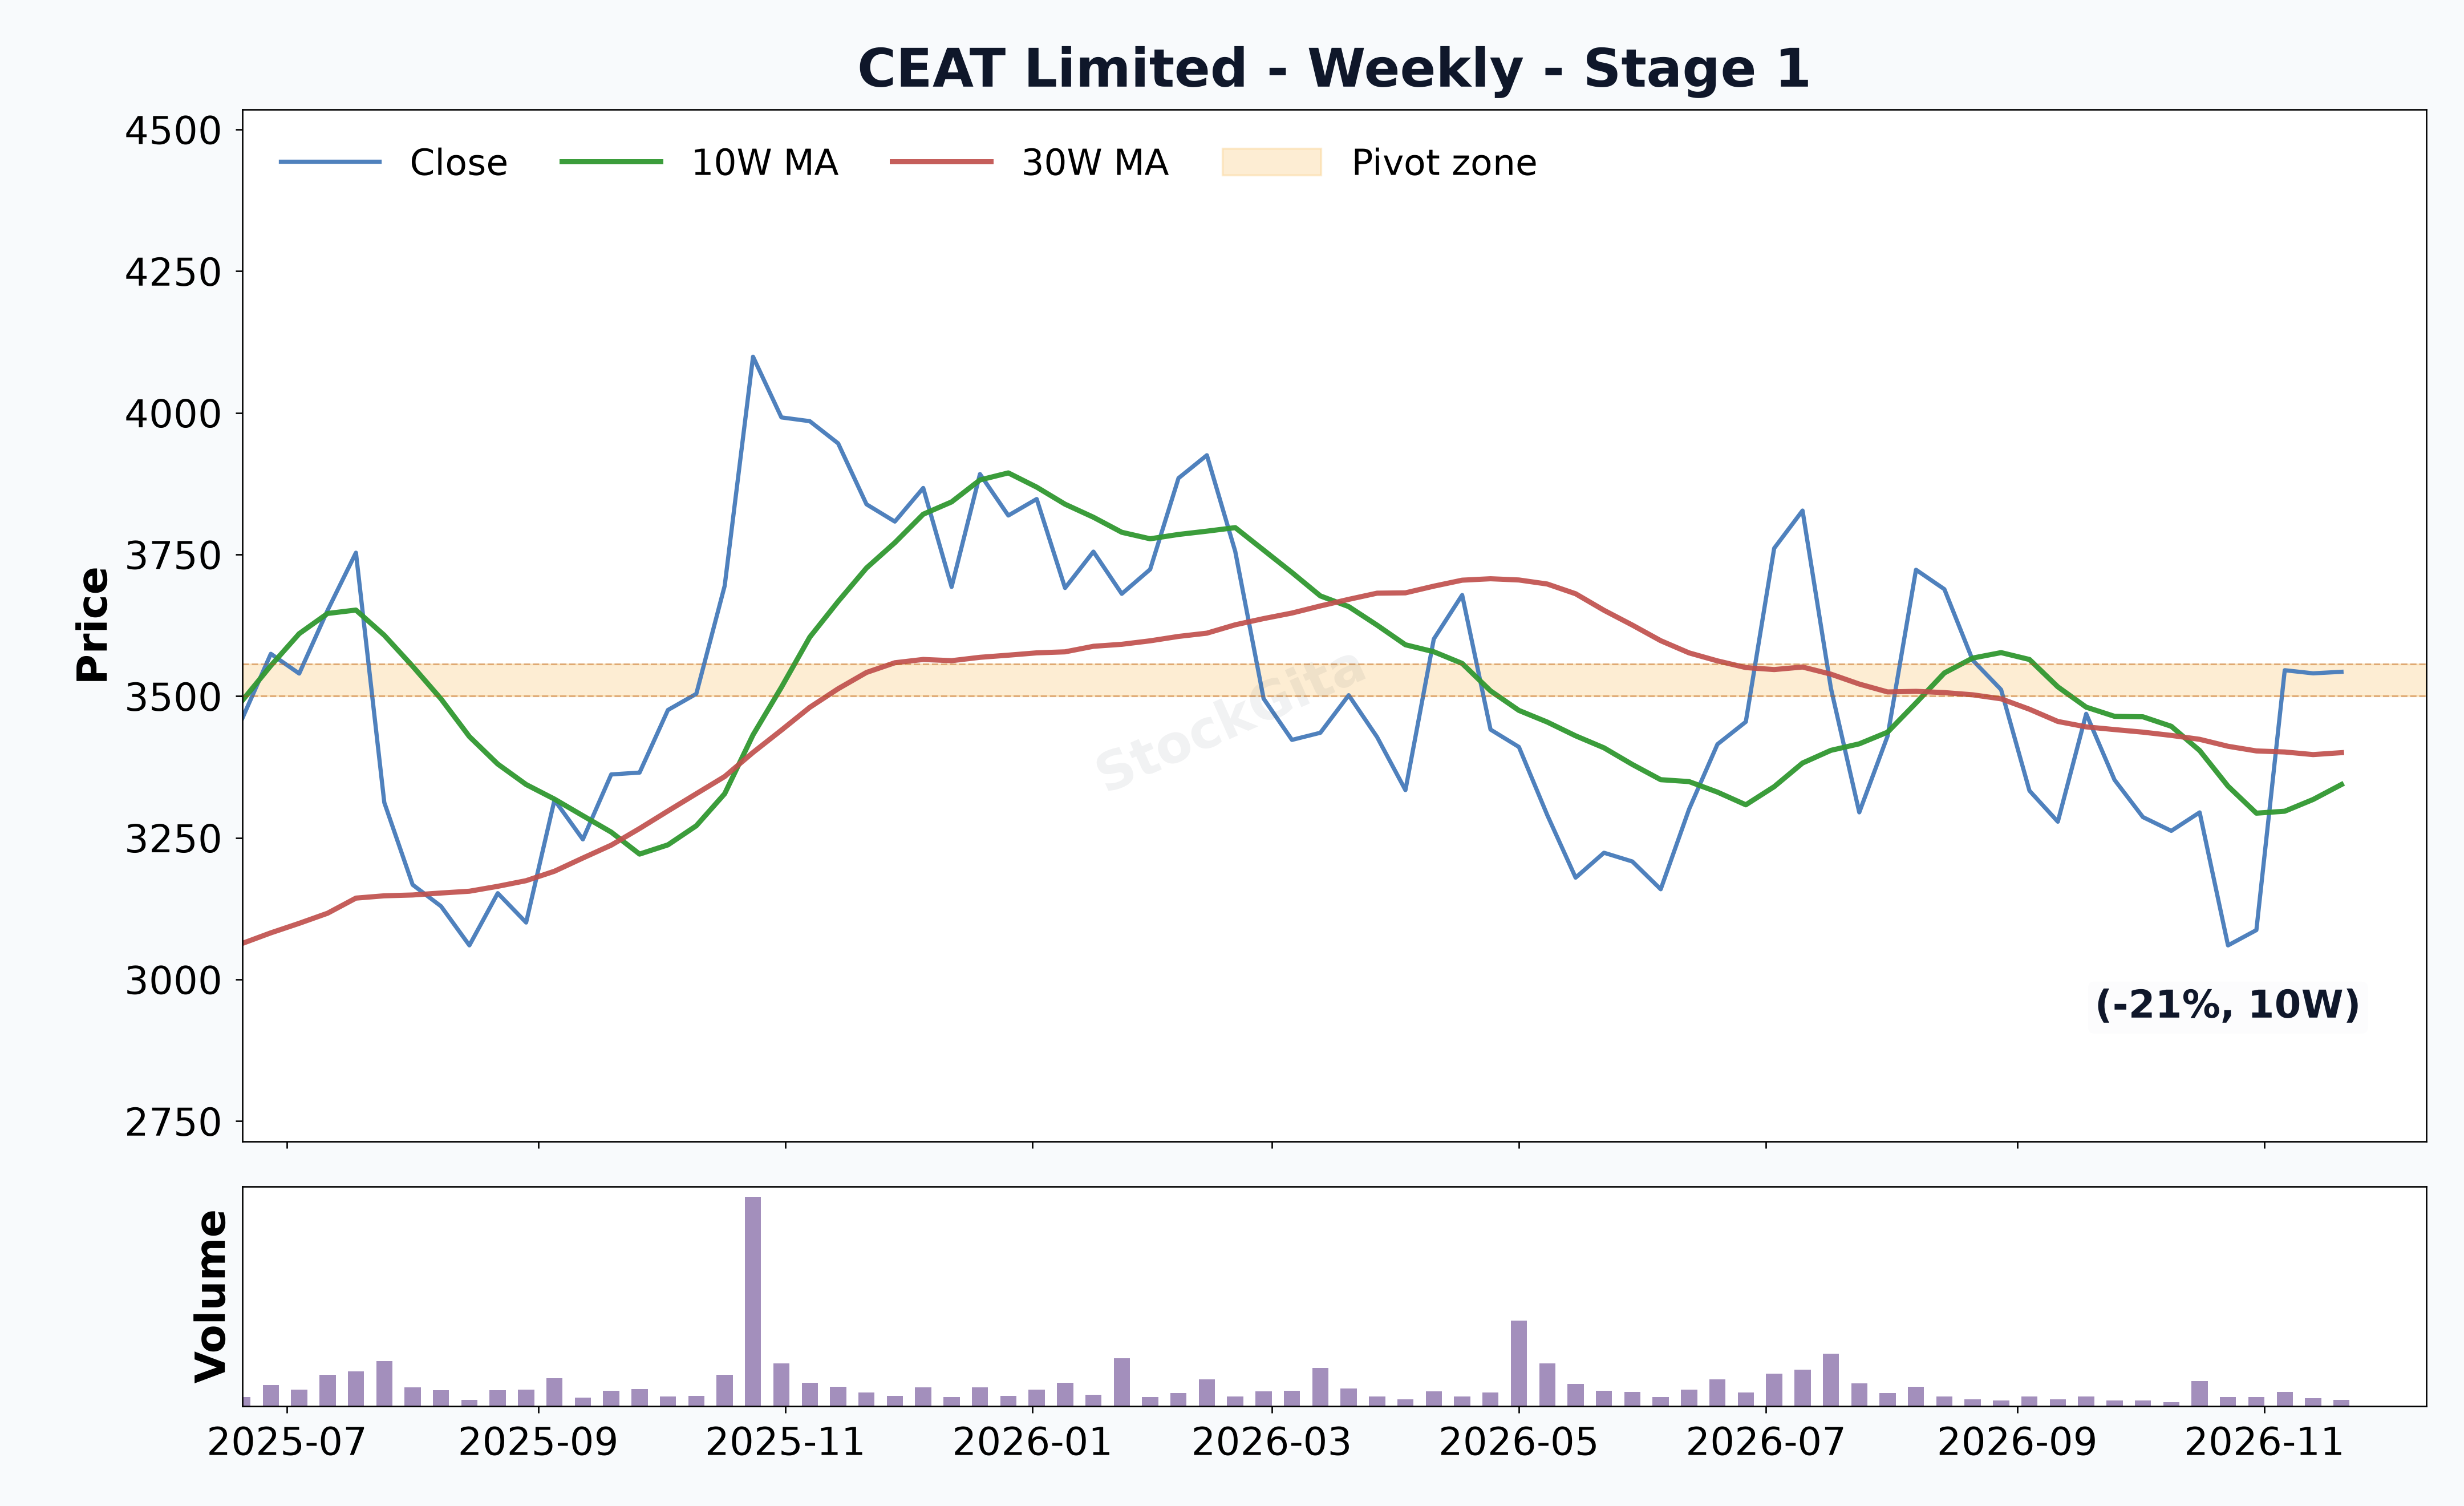 CEAT Limited - Weekly - Stage 1
Close
10W MA
30W MA
Pivot zone
4500
4250
4000
3750
3500
3250
3000
2750
Price
StockGita
(-21%, 10W)
Volume
2025-07
2025-09
2025-11
2026-01
2026-03
2026-05
2026-07
2026-09
2026-11